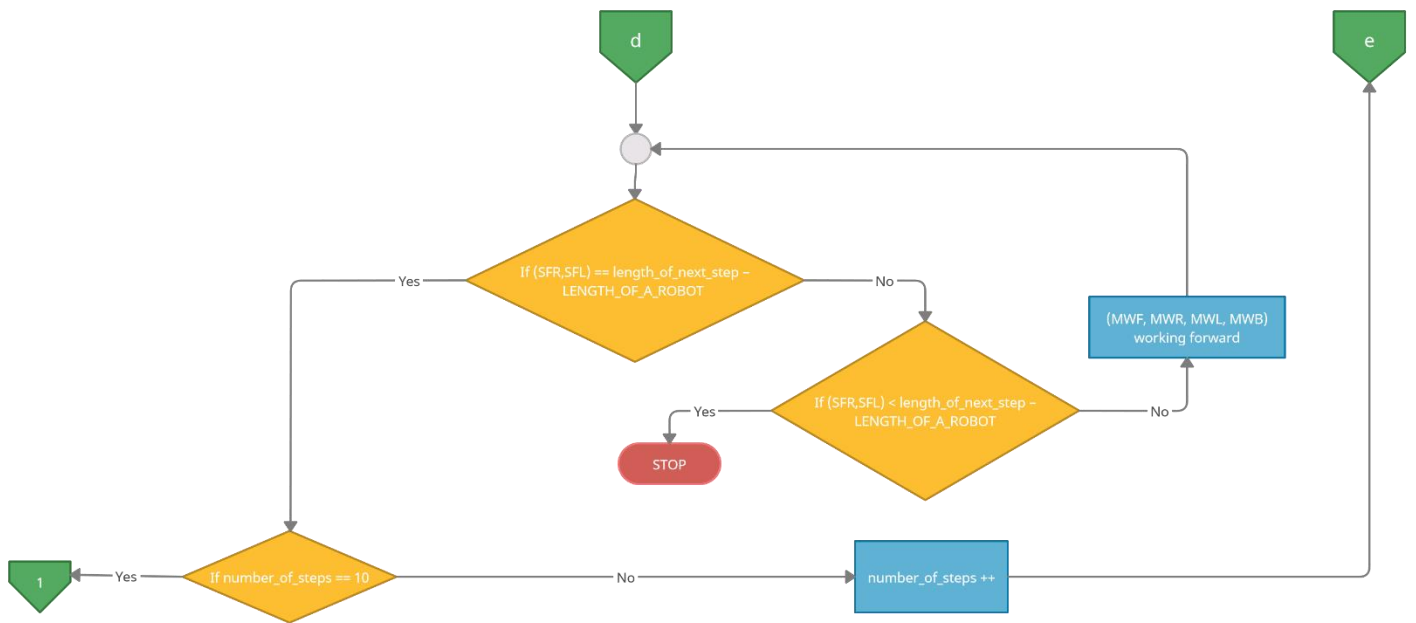 d
e
If (SFR,SFL) == length_of_next_step –
LENGTH_OF_A_ROBOT
Yes
No
(MWF, MWR, MWL, MWB)
working forward
If (SFR,SFL) < length_of_next_step –
LENGTH_OF_A_ROBOT
Yes
No
STOP
1
Yes
If number_of_steps == 10
No
number_of_steps ++